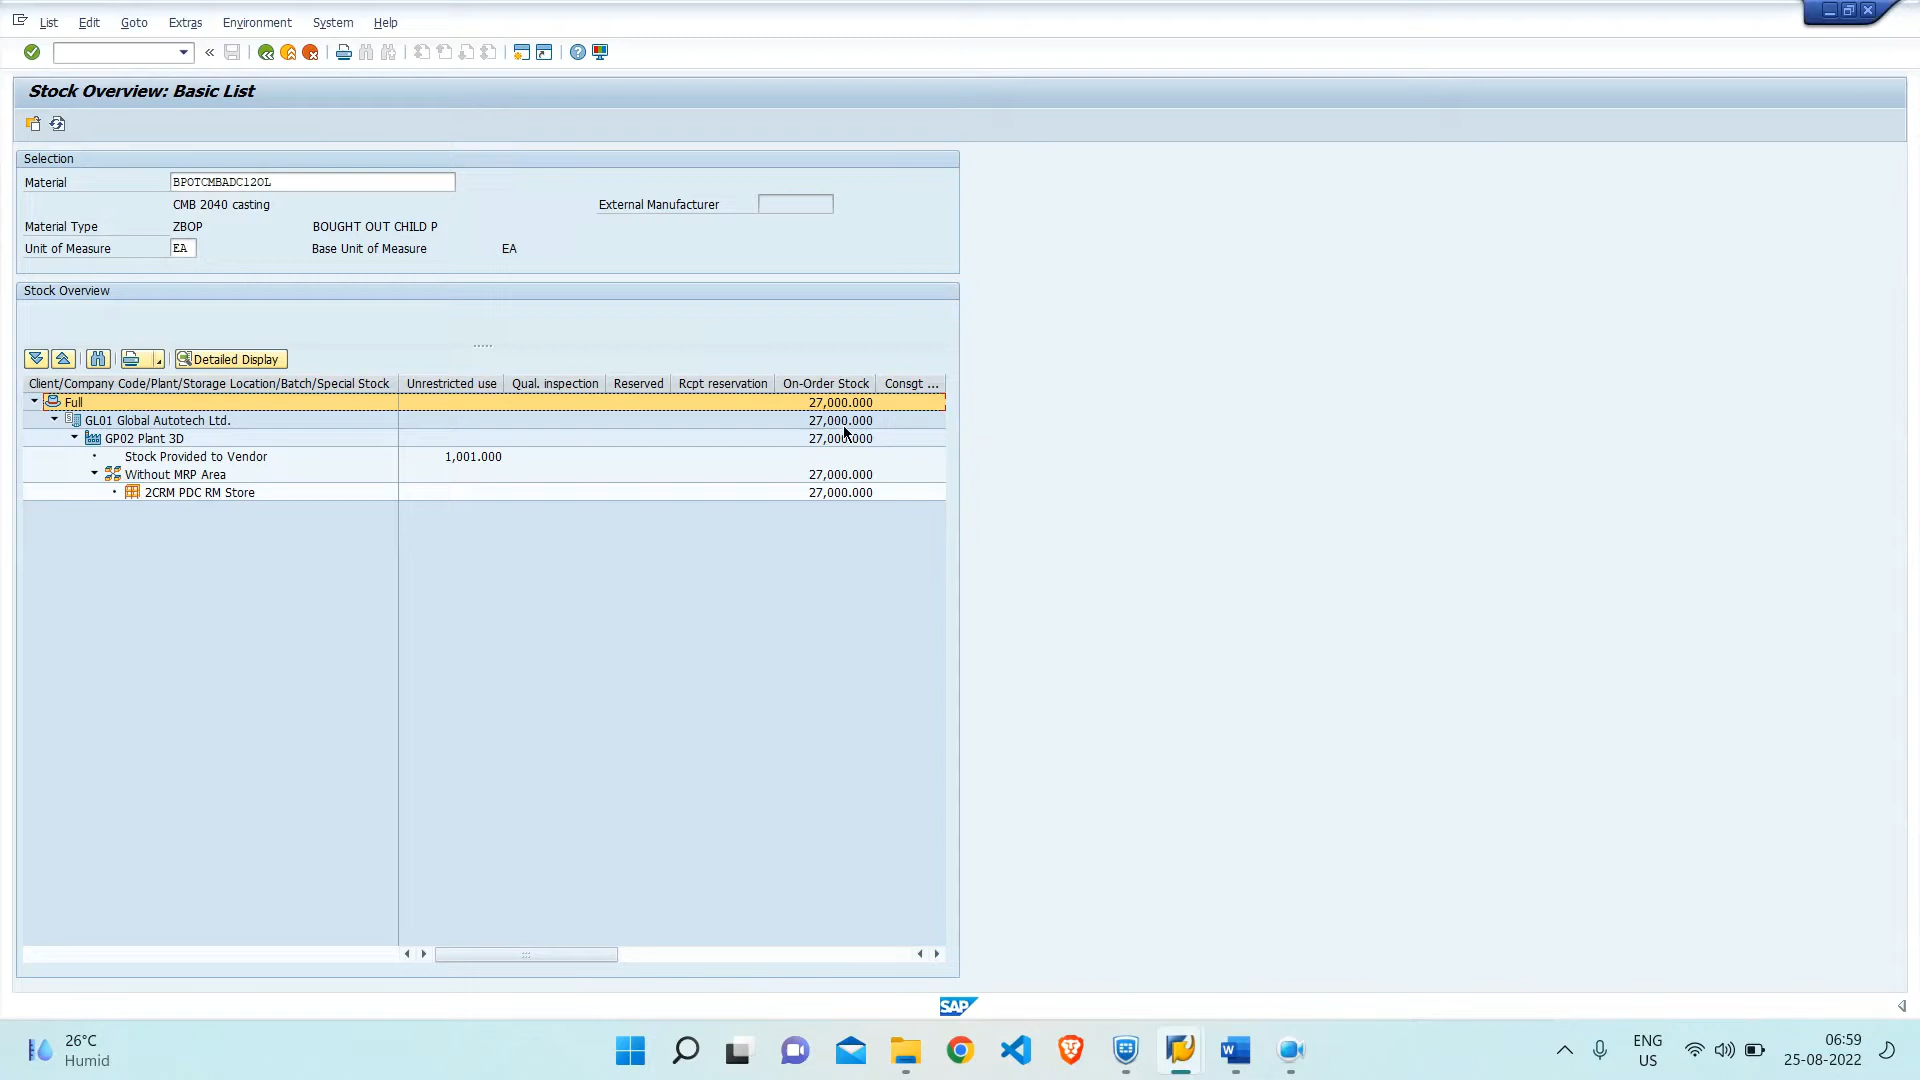 List Edit Goto Extras Environment System Help
Stock Overview: Basic List
Selection
Material BPOTCMBADC12OL
CMB 2040 casting External Manufacturer
Material Type ZBOP BOUGHT OUT CHILD P
Unit of Measure EA Base Unit of Measure EA
Stock Overview
Detailed Display
Client/Company Code/Plant/Storage Location/Batch/Special Stock Unrestricted use Qual. inspection Reserved Rcpt reservation On-Order Stock Consgt ...
Full 27,000.000
GL01 Global Autotech Ltd. 27,000.000
GP02 Plant 3D 27,000.000
Stock Provided to Vendor 1,001.000
Without MRP Area 27,000.000
2CRM PDC RM Store 27,000.000
SAP
26°C
Humid
ENG
US
06:59
25-08-2022